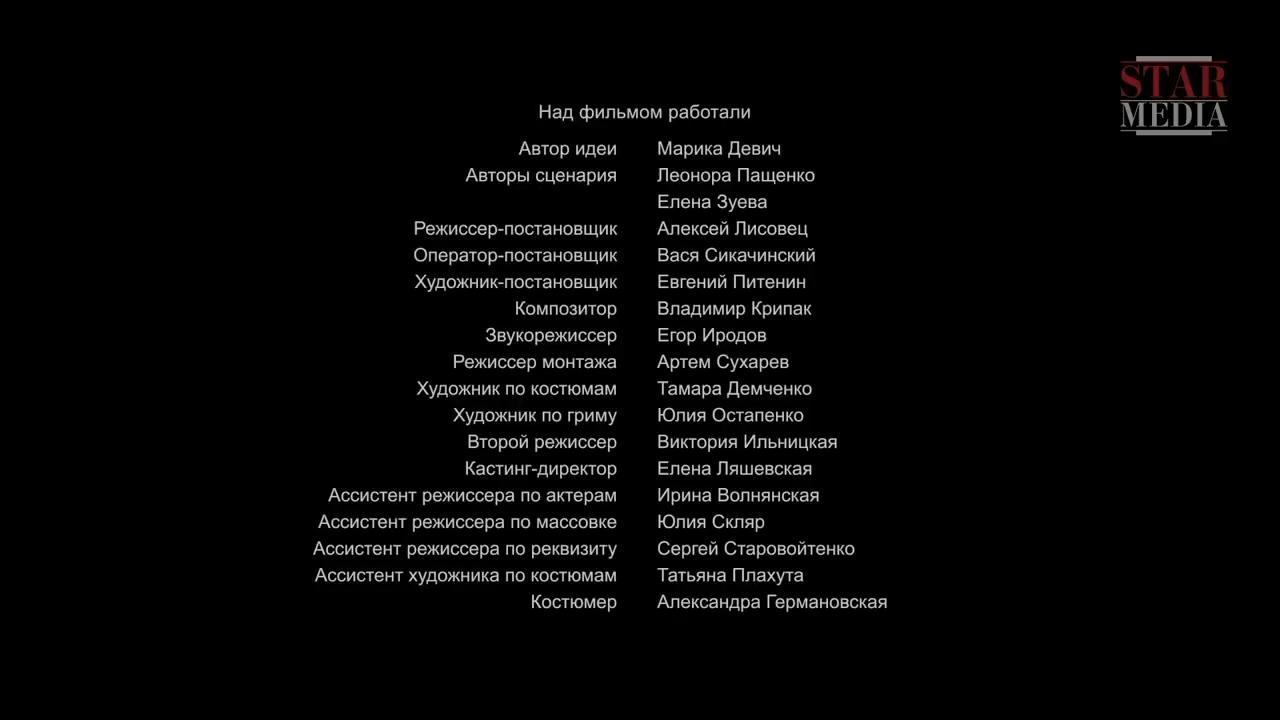 STAR
MEDIA
Над фильмом работали
Автор идеи Марика Девич
Авторы сценария Леонора Пащенко
Елена Зуева
Режиссер-постановщик Алексей Лисовец
Оператор-постановщик Вася Сикачинский
Художник-постановщик Евгений Питенин
Композитор Владимир Крипак
Звукорежиссер Егор Иродов
Режиссер монтажа Артем Сухарев
Художник по костюмам Тамара Демченко
Художник по гриму Юлия Остапенко
Второй режиссер Виктория Ильницкая
Кастинг-директор Елена Ляшевская
Ассистент режиссера по актерам Ирина Волнянская
Ассистент режиссера по массовке Юлия Скляр
Ассистент режиссера по реквизиту Сергей Старовойтенко
Ассистент художника по костюмам Татьяна Плахута
Костюмер Александра Германовская